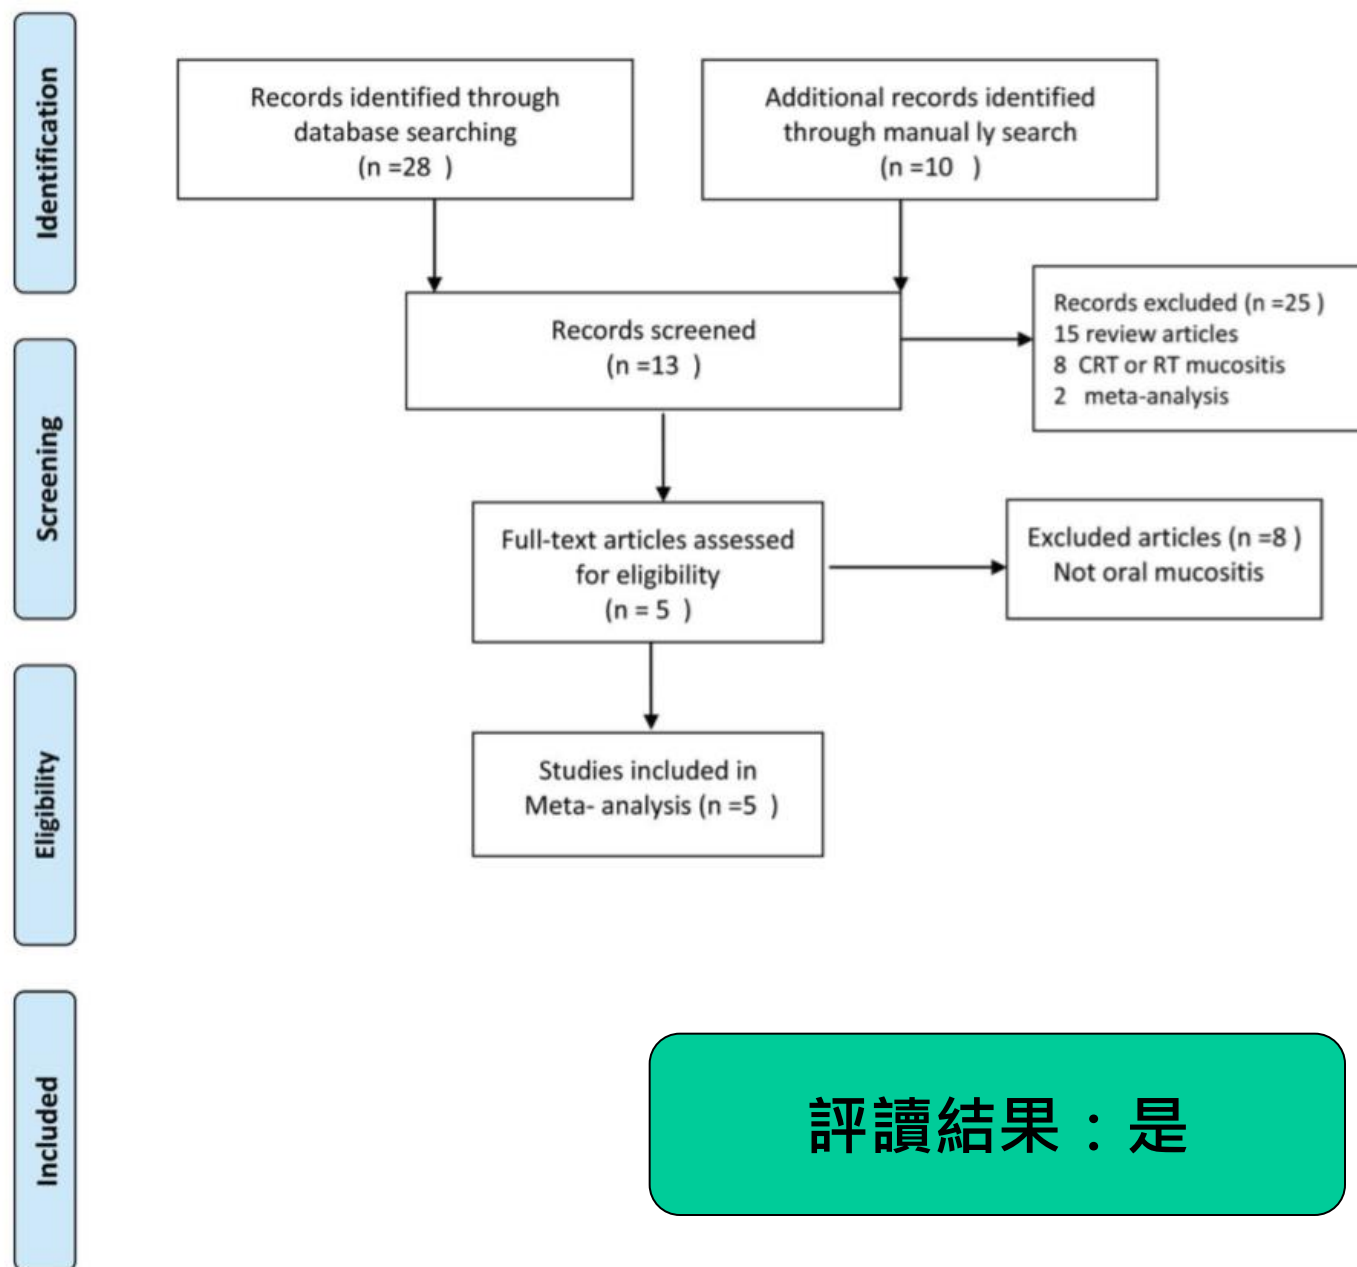 Identification
Records identified through
database searching
(n =28  )
Additional records identified
through manual ly search
(n =10   )
Records screened
(n =13  )
Records excluded (n =25 )
15 review articles
8  CRT or RT mucositis
2   meta-analysis
Screening
Full-text articles assessed
for eligibility
(n = 5  )
Excluded articles (n =8 )
Not oral mucositis
Eligibility
Studies included in
Meta- analysis (n =5  )
Included
評讀結果：是